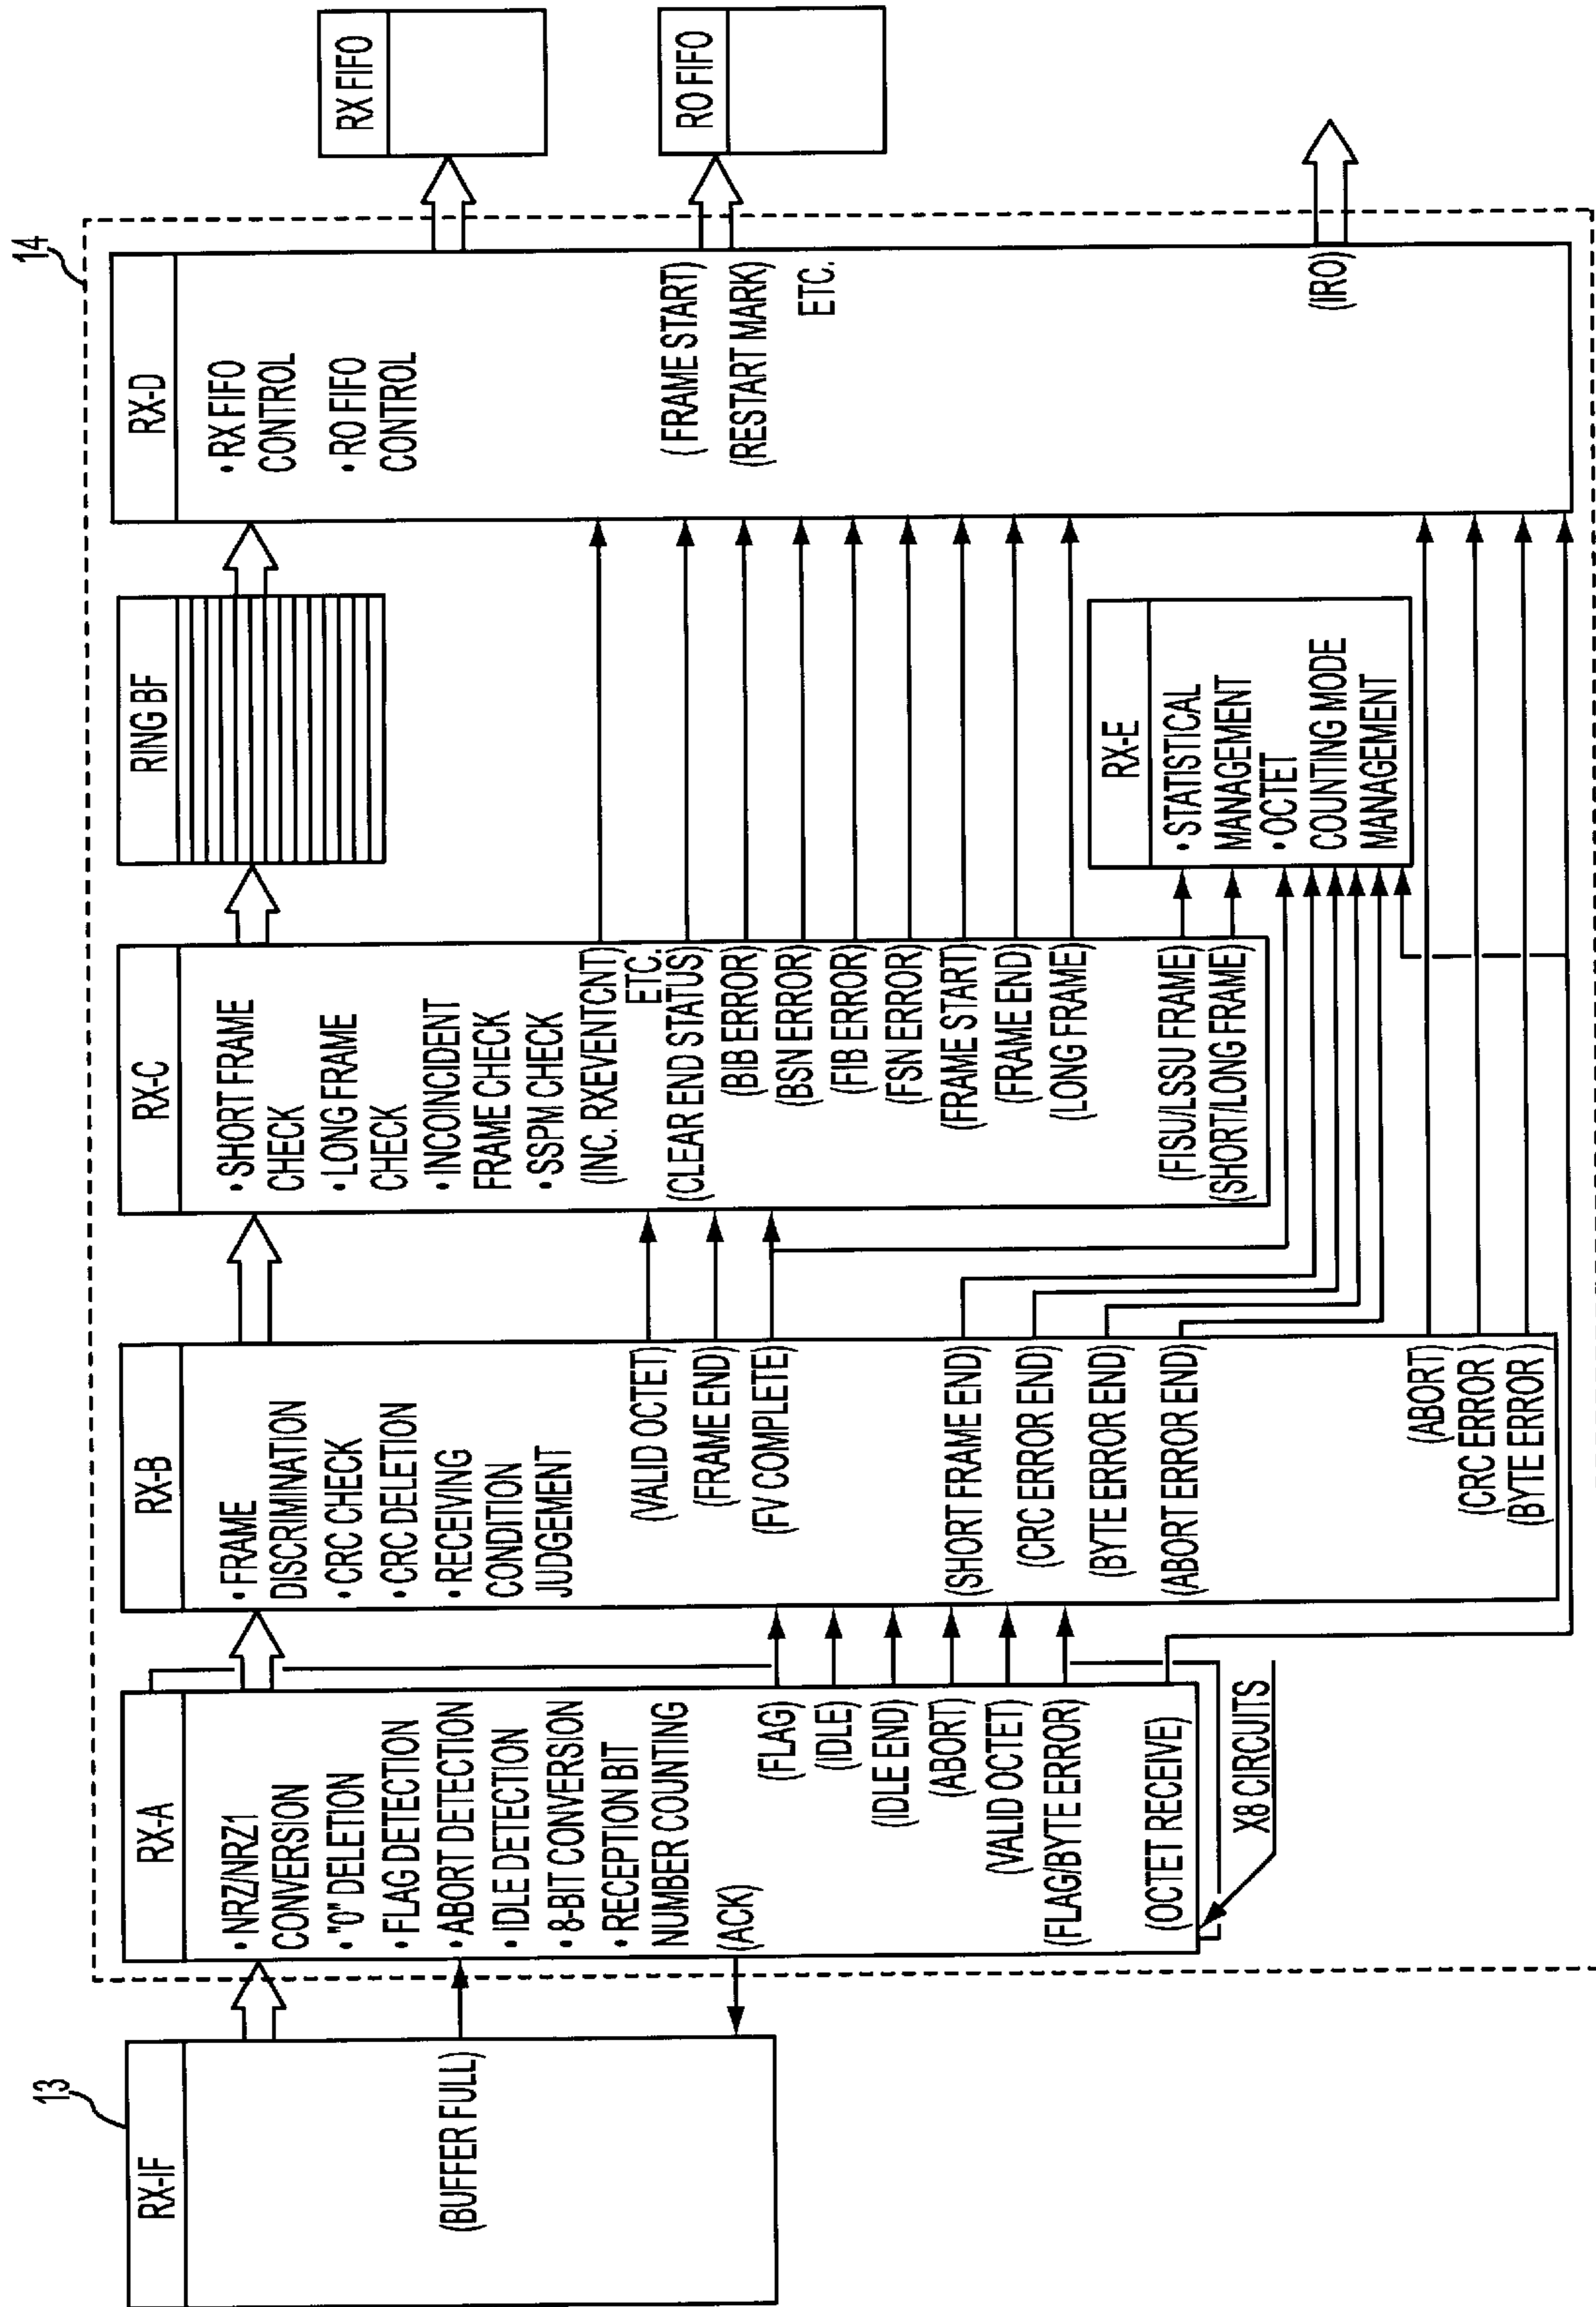 13
RX-IF
(BUFFER FULL)
14
RX-A
• NRZ/NRZ1
CONVERSION
• "0" DELETION
• FLAG DETECTION
• ABORT DETECTION
• IDLE DETECTION
• 8-BIT CONVERSION
• RECEPTION BIT
NUMBER COUNTING
(ACK)
(FLAG)
(IDLE)
(IDLE END)
(ABORT)
(VALID OCTET)
(FLAG/BYTE ERROR)
(OCTET RECEIVE)
X8 CIRCUITS
RX-B
• FRAME
DISCRIMINATION
• CRC CHECK
• CRC DELETION
• RECEIVING
CONDITION
JUDGEMENT
(VALID OCTET)
(FRAME END)
(FV COMPLETE)
(SHORT FRAME END)
(CRC ERROR END)
(BYTE ERROR END)
(ABORT ERROR END)
(ABORT)
(CRC ERROR)
(BYTE ERROR)
RX-C
• SHORT FRAME
CHECK
• LONG FRAME
CHECK
• INCOINCIDENT
FRAME CHECK
• SSPM CHECK
(INC. RXEVENTCNT)
ETC.
(CLEAR END STATUS)
(BIB ERROR)
(BSN ERROR)
(FIB ERROR)
(FSN ERROR)
(FRAME START)
(FRAME END)
(LONG FRAME)
(FISU/LSSU FRAME)
(SHORT/LONG FRAME)
RING BF
RX-E
• STATISTICAL
MANAGEMENT
• OCTET
COUNTING MODE
MANAGEMENT
RX-D
• RX FIFO
CONTROL
• RO FIFO
CONTROL
(FRAME START)
(RESTART MARK)
ETC.
(IRO)
RX FIFO
RO FIFO